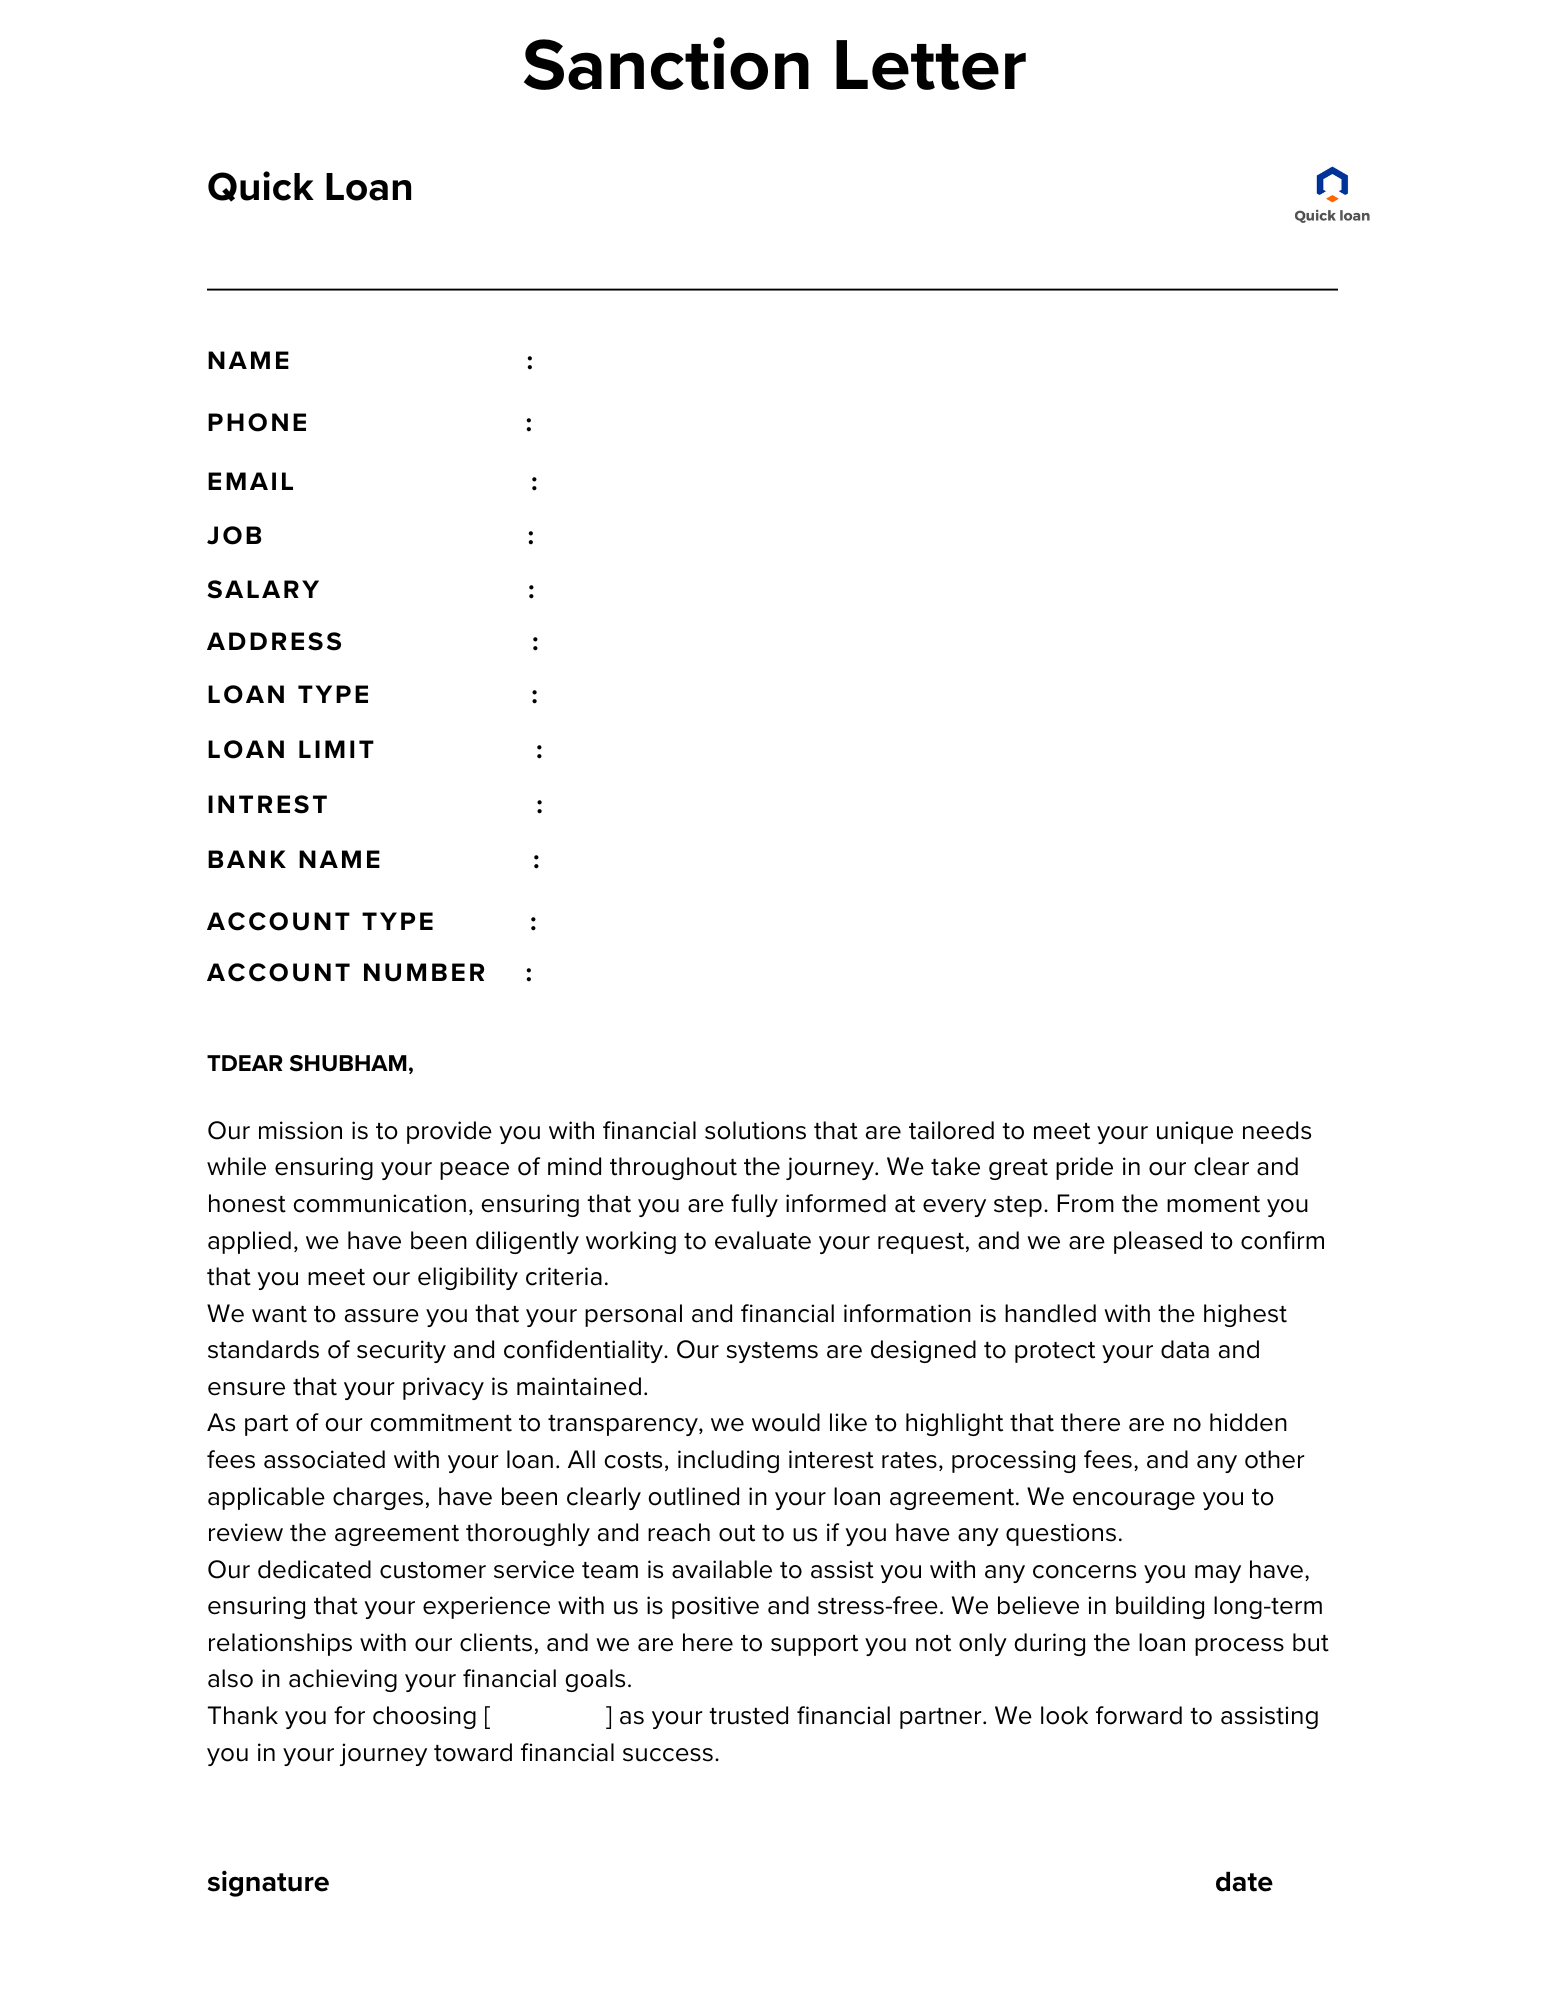 Sanction Letter
Quick Loan
Quick loan
NAME :
PHONE :
EMAIL :
JOB :
SALARY :
ADDRESS :
LOAN TYPE :
LOAN LIMIT :
INTREST :
BANK NAME :
ACCOUNT TYPE :
ACCOUNT NUMBER :
TDEAR SHUBHAM,
Our mission is to provide you with financial solutions that are tailored to meet your unique needs
while ensuring your peace of mind throughout the journey. We take great pride in our clear and
honest communication, ensuring that you are fully informed at every step. From the moment you
applied, we have been diligently working to evaluate your request, and we are pleased to confirm
that you meet our eligibility criteria.
We want to assure you that your personal and financial information is handled with the highest
standards of security and confidentiality. Our systems are designed to protect your data and
ensure that your privacy is maintained.
As part of our commitment to transparency, we would like to highlight that there are no hidden
fees associated with your loan. All costs, including interest rates, processing fees, and any other
applicable charges, have been clearly outlined in your loan agreement. We encourage you to
review the agreement thoroughly and reach out to us if you have any questions.
Our dedicated customer service team is available to assist you with any concerns you may have,
ensuring that your experience with us is positive and stress-free. We believe in building long-term
relationships with our clients, and we are here to support you not only during the loan process but
also in achieving your financial goals.
Thank you for choosing [ ] as your trusted financial partner. We look forward to assisting
you in your journey toward financial success.
signature date